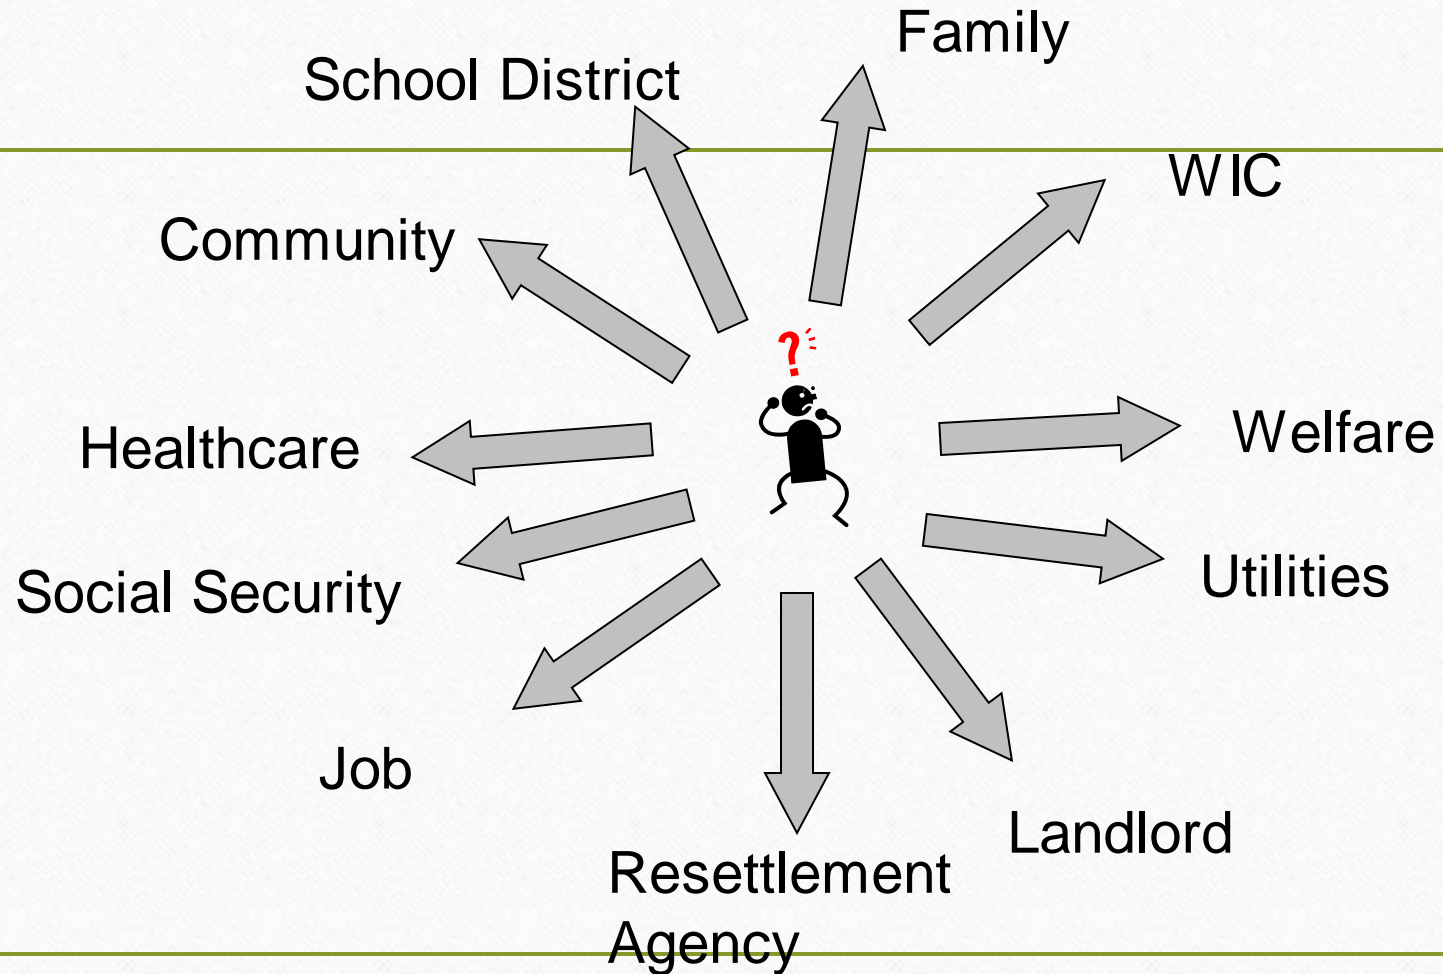 Family
School District
WIC
Community
?
Healthcare
Welfare
Social Security
Utilities
Job
Landlord
Resettlement
Agency